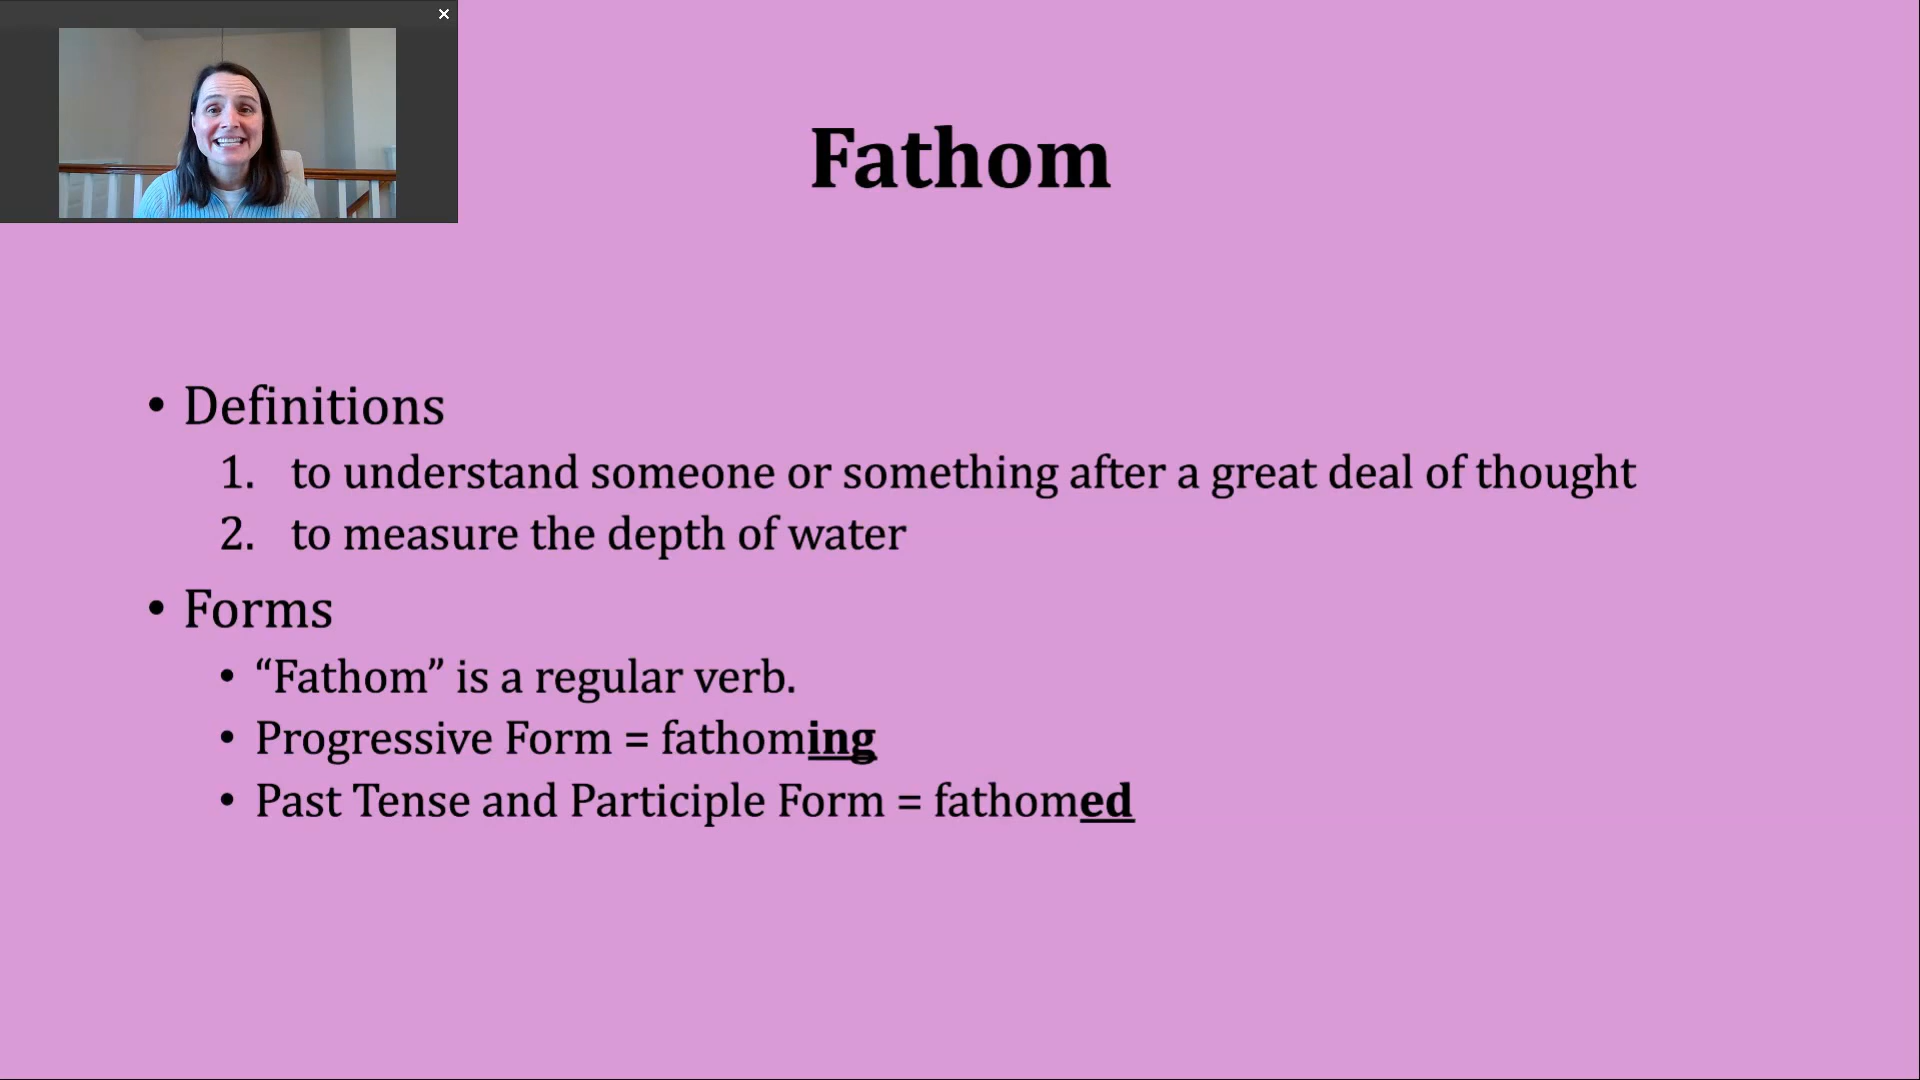 Fathom
• Definitions
1. to understand someone or something after a great deal of thought
2. to measure the depth of water
• Forms
• “Fathom” is a regular verb.
• Progressive Form = fathoming
• Past Tense and Participle Form = fathomed